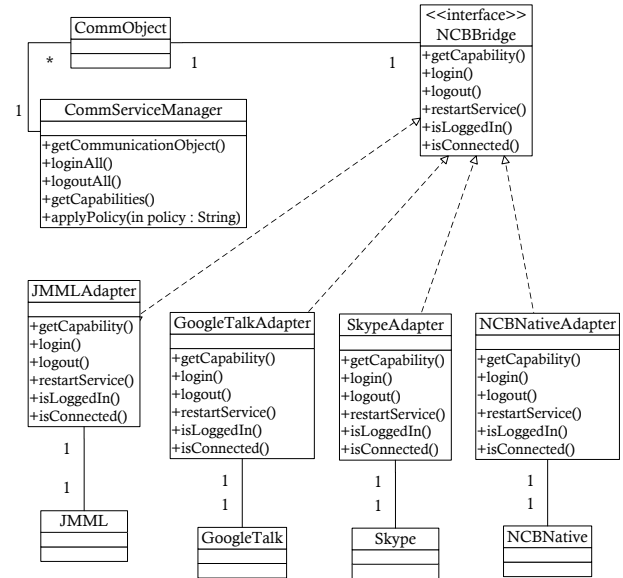 CommObject
<<interface>>
NCBBridge
+getCapability()
+login()
+logout()
+restartService()
+isLoggedIn()
+isConnected()
*
1
1
1
CommServiceManager
+getCommunicationObject()
+loginAll()
+logoutAll()
+getCapabilities()
+applyPolicy(in policy : String)
JMMLAdapter
+getCapability()
+login()
+logout()
+restartService()
+isLoggedIn()
+isConnected()
1
1
JMML
GoogleTalkAdapter
+getCapability()
+login()
+logout()
+restartService()
+isLoggedIn()
+isConnected()
1
1
GoogleTalk
SkypeAdapter
+getCapability()
+login()
+logout()
+restartService()
+isLoggedIn()
+isConnected()
1
1
Skype
NCBNativeAdapter
+getCapability()
+login()
+logout()
+restartService()
+isLoggedIn()
+isConnected()
1
1
NCBNative